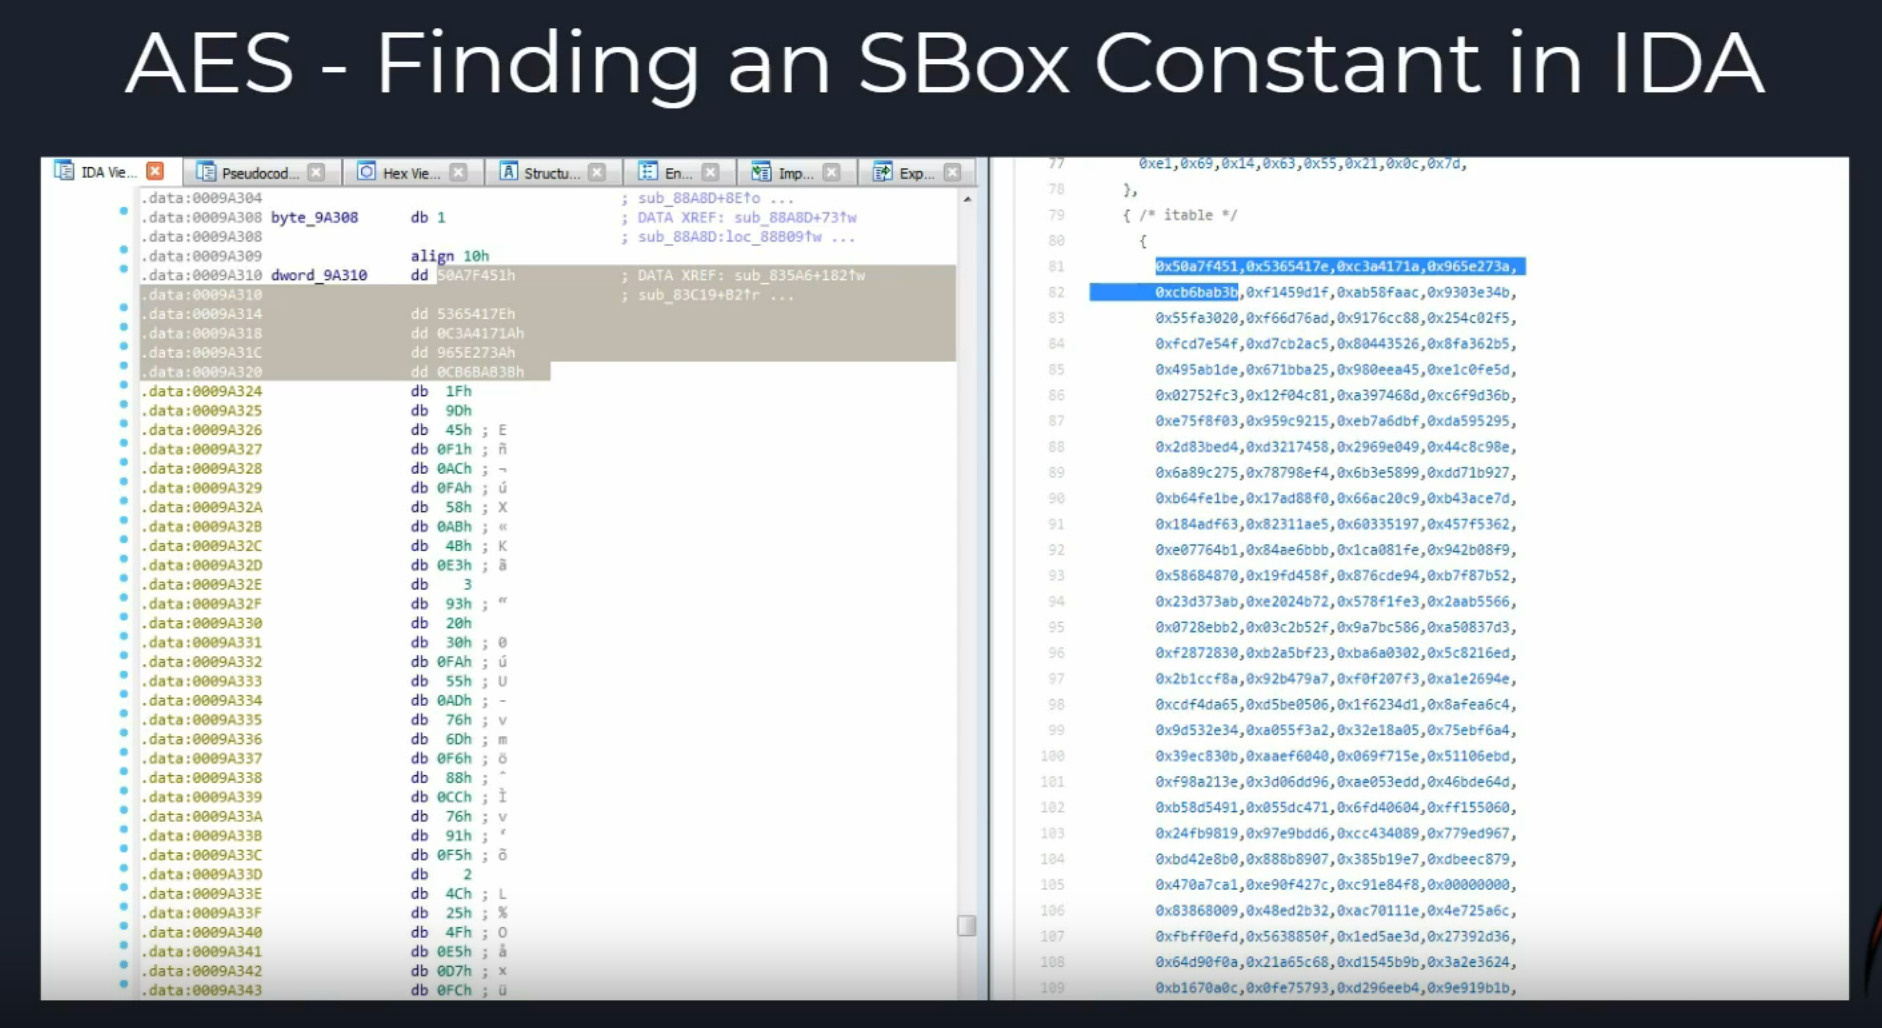 AES - Finding an SBox Constant in IDA
IDA Vie... Pseudocod... Hex Vie... Structu... En... Imp... Exp...
.data:0009A304 ; sub_88A8D+8E↑o ...
.data:0009A308 byte_9A308 db 1 ; DATA XREF: sub_88A8D+73↑w
.data:0009A308 ; sub_88A8D:loc_88B09↑w ...
.data:0009A309 align 10h
.data:0009A310 dword_9A310 dd 50A7F451h ; DATA XREF: sub_835A6+182↑w
.data:0009A310 ; sub_83C19+B2↑r ...
.data:0009A314 dd 5365417Eh
.data:0009A318 dd 0C3A4171Ah
.data:0009A31C dd 965E273Ah
.data:0009A320 dd 0CB6BAB3Bh
.data:0009A324 db 1Fh
.data:0009A325 db 9Dh
.data:0009A326 db 45h ; E
.data:0009A327 db 0F1h ; ñ
.data:0009A328 db 0ACh ; ¬
.data:0009A329 db 0FAh ; ú
.data:0009A32A db 58h ; X
.data:0009A32B db 0ABh ; «
.data:0009A32C db 4Bh ; K
.data:0009A32D db 0E3h ; ã
.data:0009A32E db 3
.data:0009A32F db 93h ; “
.data:0009A330 db 20h
.data:0009A331 db 30h ; 0
.data:0009A332 db 0FAh ; ú
.data:0009A333 db 55h ; U
.data:0009A334 db 0ADh ; -
.data:0009A335 db 76h ; v
.data:0009A336 db 6Dh ; m
.data:0009A337 db 0F6h ; ö
.data:0009A338 db 88h ; ˆ
.data:0009A339 db 0CCh ; Ì
.data:0009A33A db 76h ; v
.data:0009A33B db 91h ; ‘
.data:0009A33C db 0F5h ; õ
.data:0009A33D db 2
.data:0009A33E db 4Ch ; L
.data:0009A33F db 25h ; %
.data:0009A340 db 4Fh ; O
.data:0009A341 db 0E5h ; å
.data:0009A342 db 0D7h ; ×
.data:0009A343 db 0FCh ; ü
77 0xe1,0x69,0x14,0x63,0x55,0x21,0x0c,0x7d,
78 },
79 { /* itable */
80 {
81 0x50a7f451,0x5365417e,0xc3a4171a,0x965e273a,
82 0xcb6bab3b,0xf1459d1f,0xab58faac,0x9303e34b,
83 0x55fa3020,0xf66d76ad,0x9176cc88,0x254c02f5,
84 0xfcd7e54f,0xd7cb2ac5,0x80443526,0x8fa362b5,
85 0x495ab1de,0x671bba25,0x980eea45,0xe1c0fe5d,
86 0x02752fc3,0x12f04c81,0xa397468d,0xc6f9d36b,
87 0xe75f8f03,0x959c9215,0xeb7a6dbf,0xda595295,
88 0x2d83bed4,0xd3217458,0x2969e049,0x44c8c98e,
89 0x6a89c275,0x78798ef4,0x6b3e5899,0xdd71b927,
90 0xb64fe1be,0x17ad88f0,0x66ac20c9,0xb43ace7d,
91 0x184adf63,0x82311ae5,0x60335197,0x457f5362,
92 0xe07764b1,0x84ae6bbb,0x1ca081fe,0x942b08f9,
93 0x58684870,0x19fd458f,0x876cde94,0xb7f87b52,
94 0x23d373ab,0xe2024b72,0x578f1fe3,0x2aab5566,
95 0x0728ebb2,0x03c2b52f,0x9a7bc586,0xa50837d3,
96 0xf2872830,0xb2a5bf23,0xba6a0302,0x5c8216ed,
97 0x2b1ccf8a,0x92b479a7,0xf0f207f3,0xa1e2694e,
98 0xcdf4da65,0xd5be0506,0x1f6234d1,0x8afea6c4,
99 0x9d532e34,0xa055f3a2,0x32e18a05,0x75ebf6a4,
100 0x39ec830b,0xaaef6040,0x069f715e,0x51106ebd,
101 0xf98a213e,0x3d06dd96,0xae053edd,0x46bde64d,
102 0xb58d5491,0x055dc471,0x6fd40604,0xff155060,
103 0x24fb9819,0x97e9bdd6,0xcc434089,0x779ed967,
104 0xbd42e8b0,0x888b8907,0x385b19e7,0xdbeec879,
105 0x470a7ca1,0xe90f427c,0xc91e84f8,0x00000000,
106 0x83868009,0x48ed2b32,0xac70111e,0x4e725a6c,
107 0xfbff0efd,0x5638850f,0x1ed5ae3d,0x27392d36,
108 0x64d90f0a,0x21a65c68,0xd1545b9b,0x3a2e3624,
109 0xb1670a0c,0x0fe75793,0xd296eeb4,0x9e919b1b,